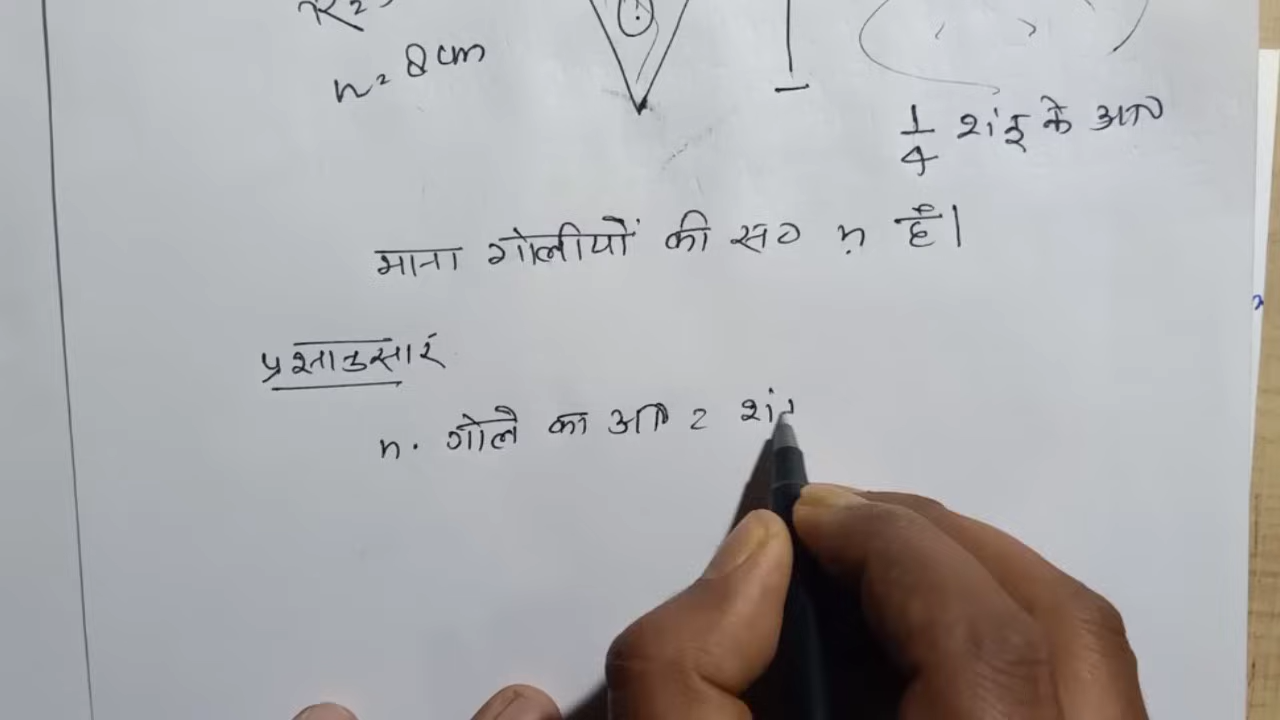 h = 8 cm
1/4 शंकु के आ०
माना गोलीयों की सं० n है।
प्रश्नानुसार
n. गोले का आ० = शं